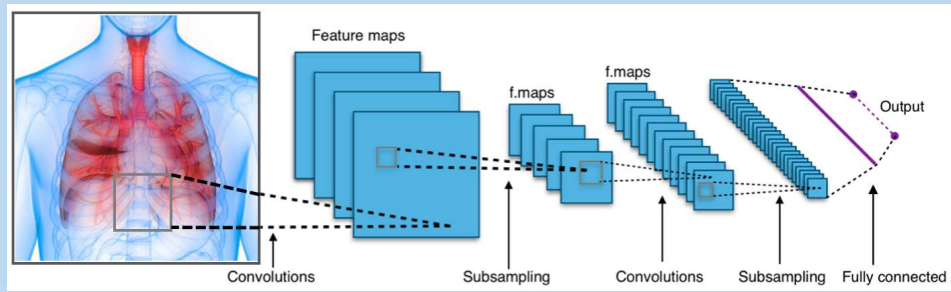 Feature maps
f.maps
f.maps
Output
Convolutions
Subsampling
Convolutions
Subsampling
Fully connected